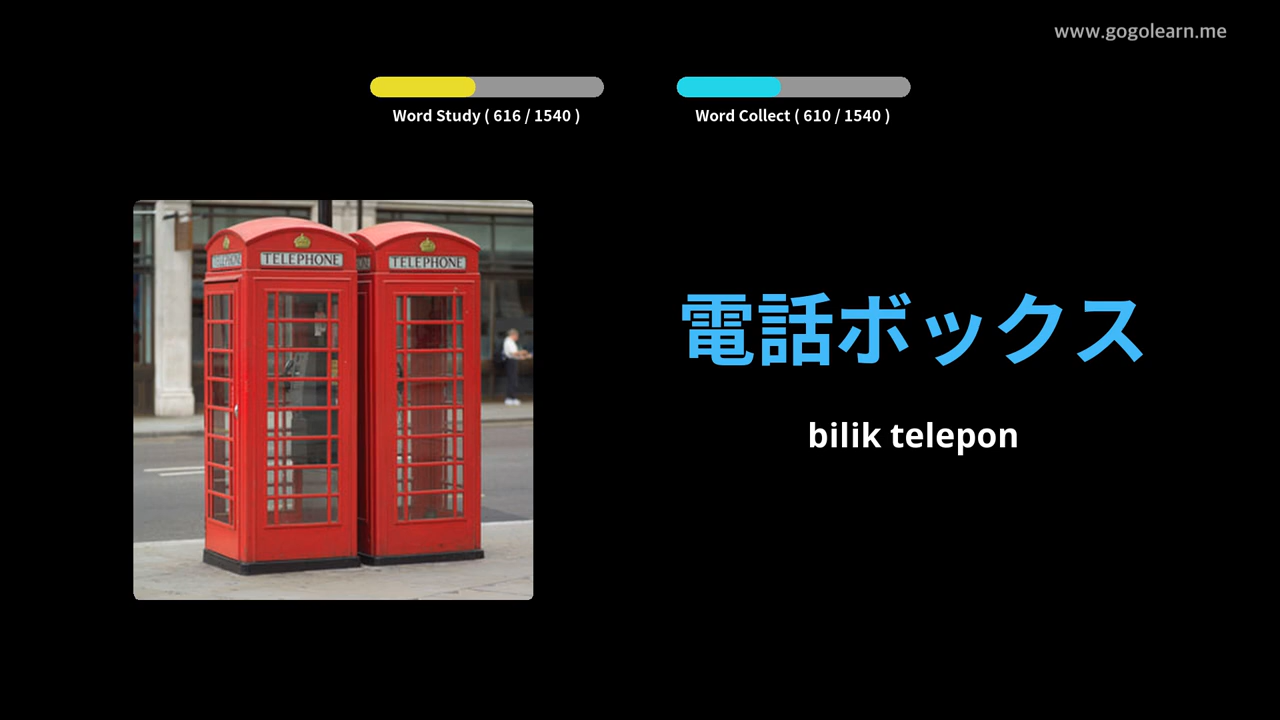 www.gogolearn.me
Word Study ( 616 / 1540 )
Word Collect ( 610 / 1540 )
TELEPHONE
TELEPHONE
電話ボックス
bilik telepon